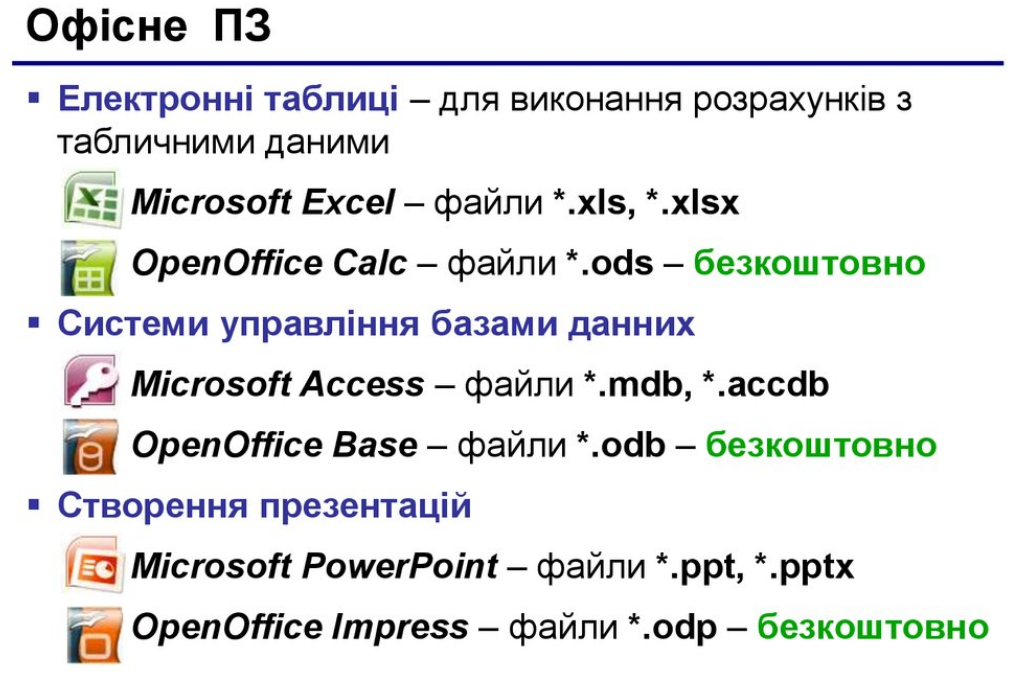 Офісне ПЗ
▪ Електронні таблиці – для виконання розрахунків з
табличними даними
Microsoft Excel – файли *.xls, *.xlsx
OpenOffice Calc – файли *.ods – безкоштовно
▪ Системи управління базами данних
Microsoft Access – файли *.mdb, *.accdb
OpenOffice Base – файли *.odb – безкоштовно
▪ Створення презентацій
Microsoft PowerPoint – файли *.ppt, *.pptx
OpenOffice Impress – файли *.odp – безкоштовно